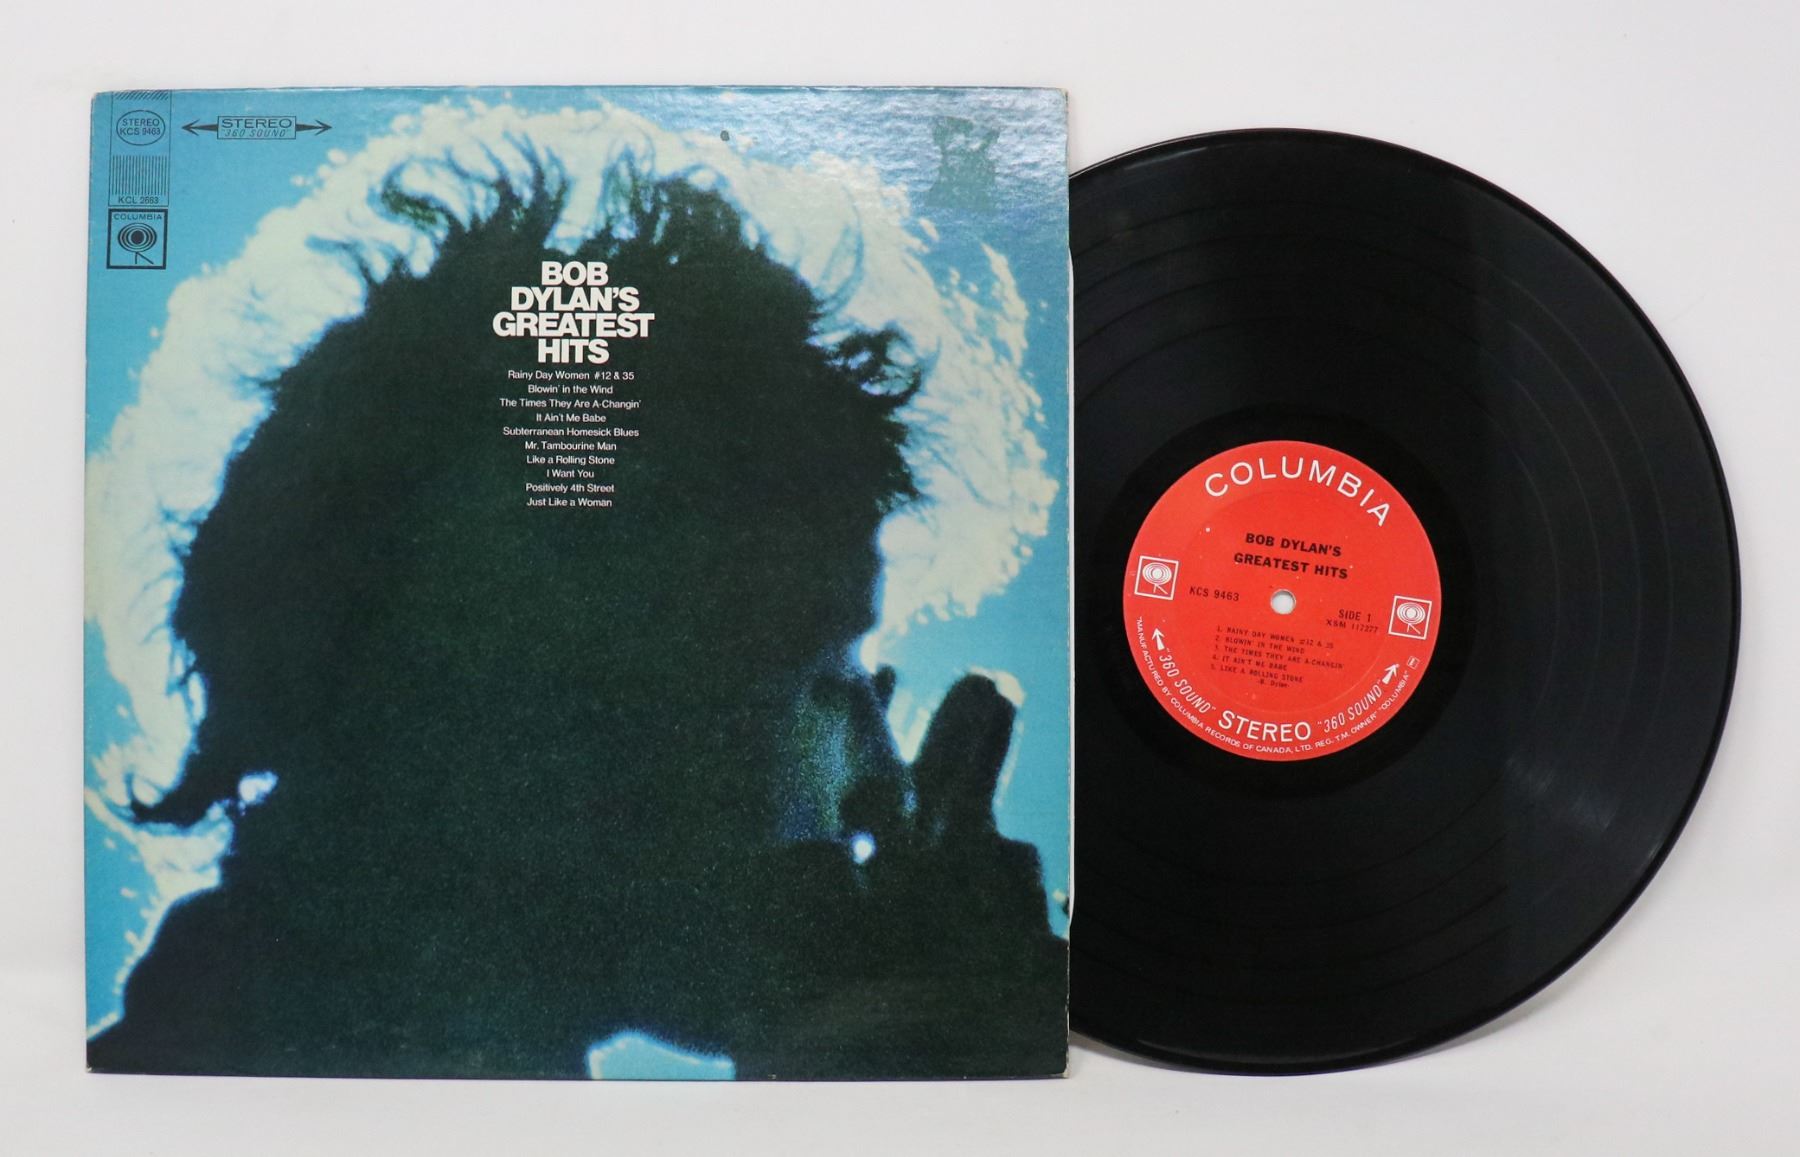 STEREO
KCS 9463
STEREO
"360 SOUND"
KCL 2663
COLUMBIA
BOB
DYLAN'S
GREATEST
HITS
Rainy Day Women #12 & 35
Blowin' in the Wind
The Times They Are A-Changin'
It Ain't Me Babe
Subterranean Homesick Blues
Mr. Tambourine Man
Like a Rolling Stone
I Want You
Positively 4th Street
Just Like a Woman
COLUMBIA
BOB DYLAN'S
GREATEST HITS
KCS 9463
SIDE 1
XSM 117277
1. RAINY DAY WOMEN #12 & 35
2. BLOWIN' IN THE WIND
3. THE TIMES THEY ARE A-CHANGIN'
4. IT AIN'T ME BABE
5. LIKE A ROLLING STONE
-B. Dylan-
"360 SOUND" STEREO "360 SOUND"
"MANUFACTURED BY COLUMBIA RECORDS OF CANADA, LTD. REG. T.M. OWNER" "COLUMBIA"